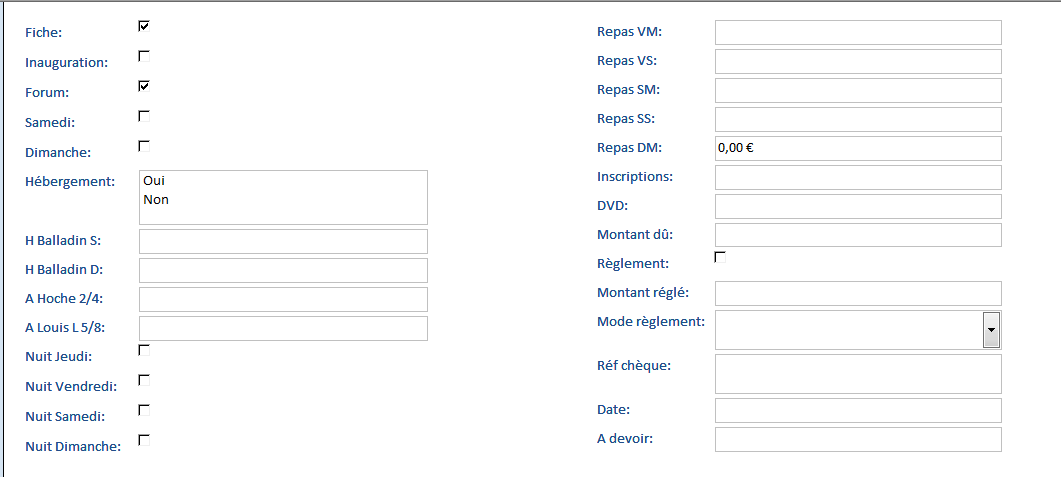 Fiche:
Inauguration:
Forum:
Samedi:
Dimanche:
Hébergement:
Oui
Non
H Balladin S:
H Balladin D:
A Hoche 2/4:
A Louis L 5/8:
Nuit Jeudi:
Nuit Vendredi:
Nuit Samedi:
Nuit Dimanche:
Repas VM:
Repas VS:
Repas SM:
Repas SS:
Repas DM:
0,00 €
Inscriptions:
DVD:
Montant dû:
Règlement:
Montant réglé:
Mode règlement:
Réf chèque:
Date:
A devoir: